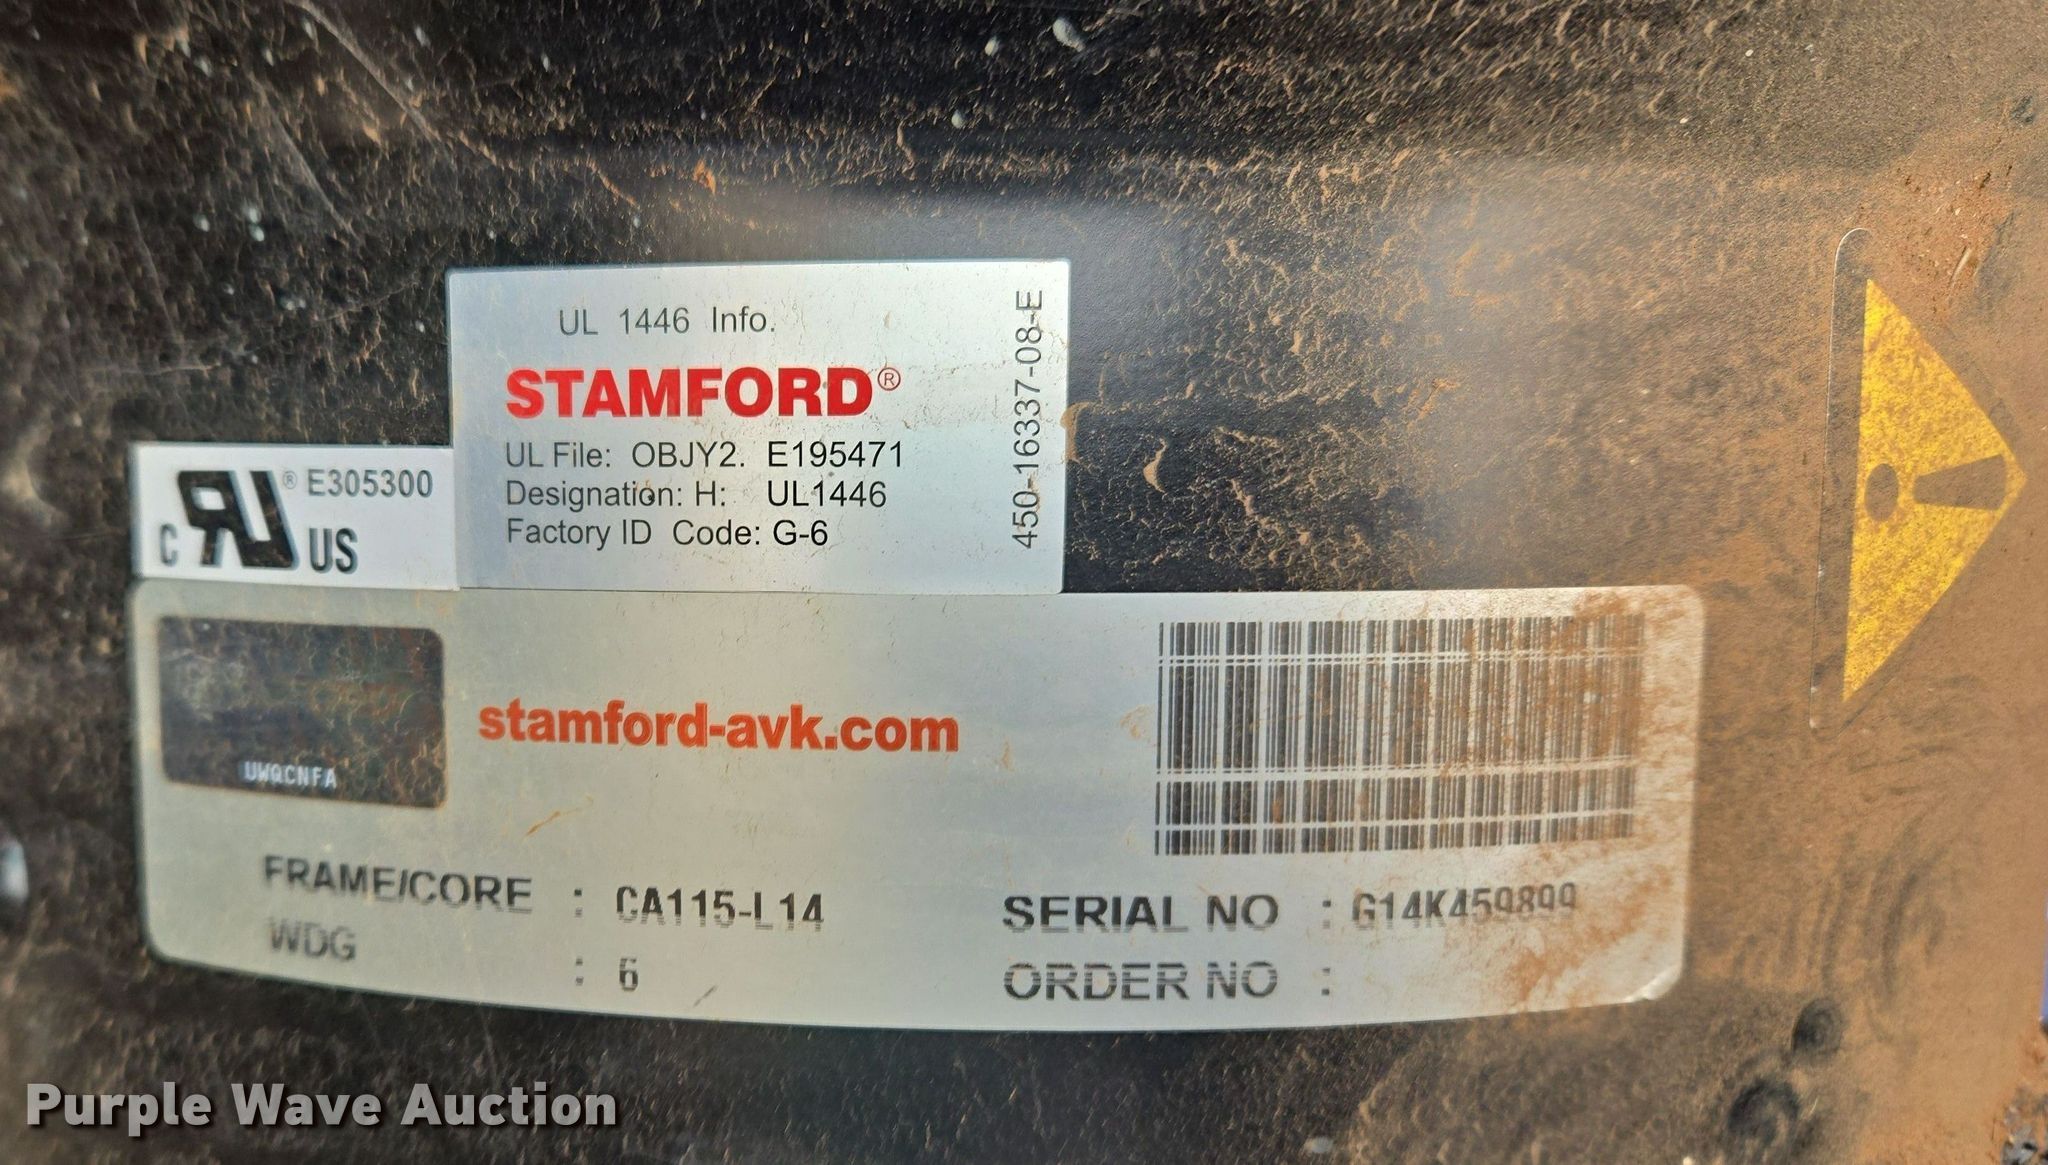 UL 1446 Info.
STAMFORD®
UL File: OBJY2. E195471
Designation: H: UL1446
Factory ID Code: G-6
450-16337-08-E
® E305300
C RU US
UWQCNFA
stamford-avk.com
FRAME/CORE : CA115-L14
WDG : 6
SERIAL NO : G14K459899
ORDER NO :
Purple Wave Auction